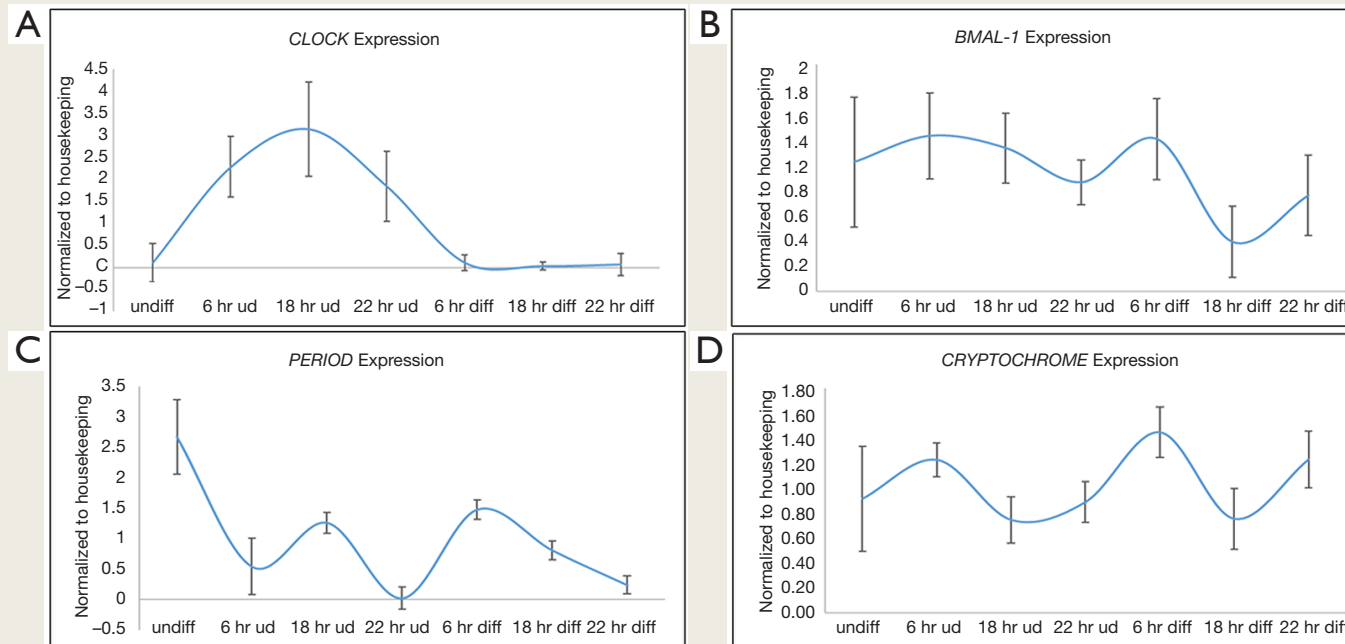 A
CLOCK Expression
Normalized to housekeeping
4.5
4
3.5
3
2.5
2
1.5
1
0.5
C
−0.5
−1
undiff 6 hr ud 18 hr ud 22 hr ud 6 hr diff 18 hr diff 22 hr diff
B
BMAL-1 Expression
Normalized to housekeeping
2
1.8
1.6
1.4
1.2
1.0
0.8
0.6
0.4
0.2
0
undiff 6 hr ud 18 hr ud 22 hr ud 6 hr diff 18 hr diff 22 hr diff
C
PERIOD Expression
Normalized to housekeeping
3.5
3
2.5
2
1.5
1
0.5
0
−0.5
undiff 6 hr ud 18 hr ud 22 hr ud 6 hr diff 18 hr diff 22 hr diff
D
CRYPTOCHROME Expression
Normalized to housekeeping
1.80
1.60
1.40
1.20
1.00
0.80
0.60
0.40
0.20
0.00
undiff 6 hr ud 18 hr ud 22 hr ud 6 hr diff 18 hr diff 22 hr diff